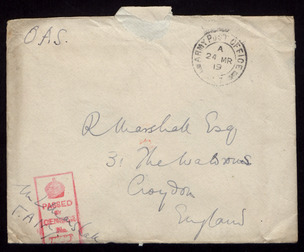 O.A.S.
ARMY POST OFFICE
A
24 MR
19
R Marshall Esq
31 The Waldrons
Croydon
England
PASSED
CENSOR